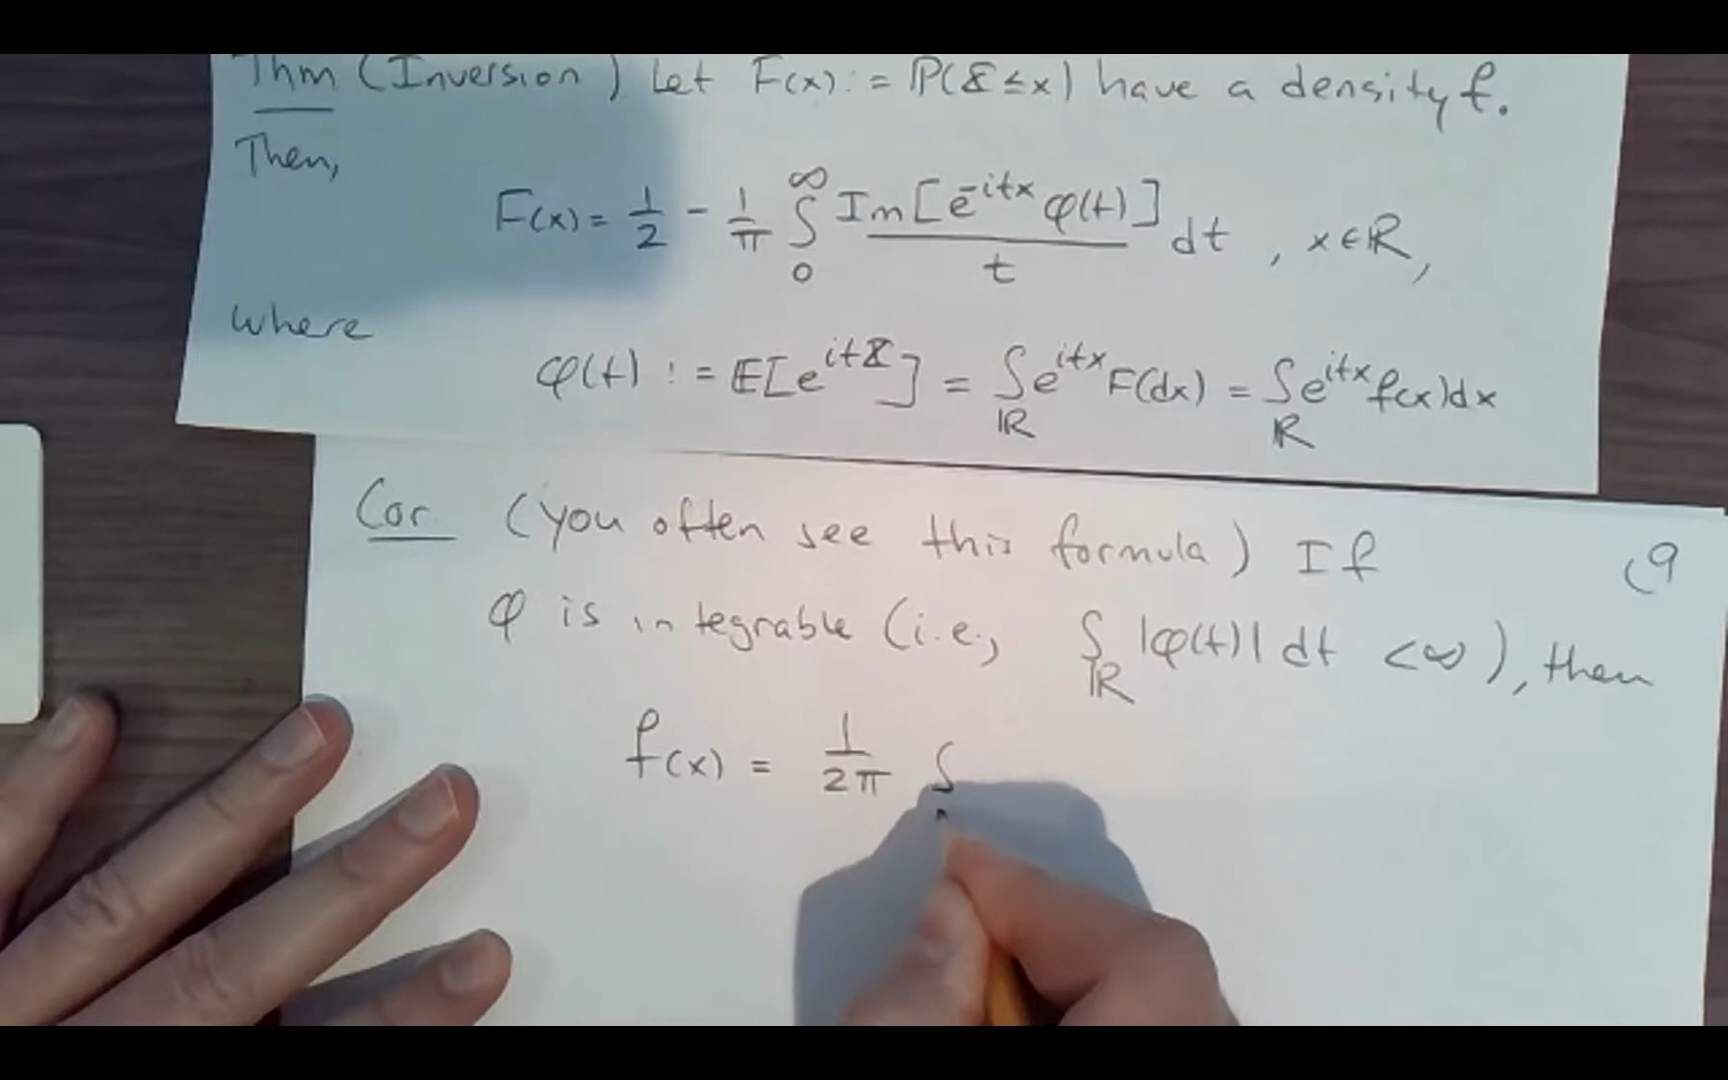 Thm (Inversion) Let F(x) := ℙ(X ≤ x) have a density f.
Then,
F(x) = 1/2 - 1/π ∫_0^∞ Im[e^{-itx} φ(t)]/t dt, x ∈ ℝ,
where
φ(t) := E[e^{itX}] = ∫_ℝ e^{itx} F(dx) = ∫_ℝ e^{itx} f(x)dx
Cor (you often see this formula) If
φ is integrable (i.e., ∫_ℝ |φ(t)| dt < ∞), then
f(x) = 1/2π ∫